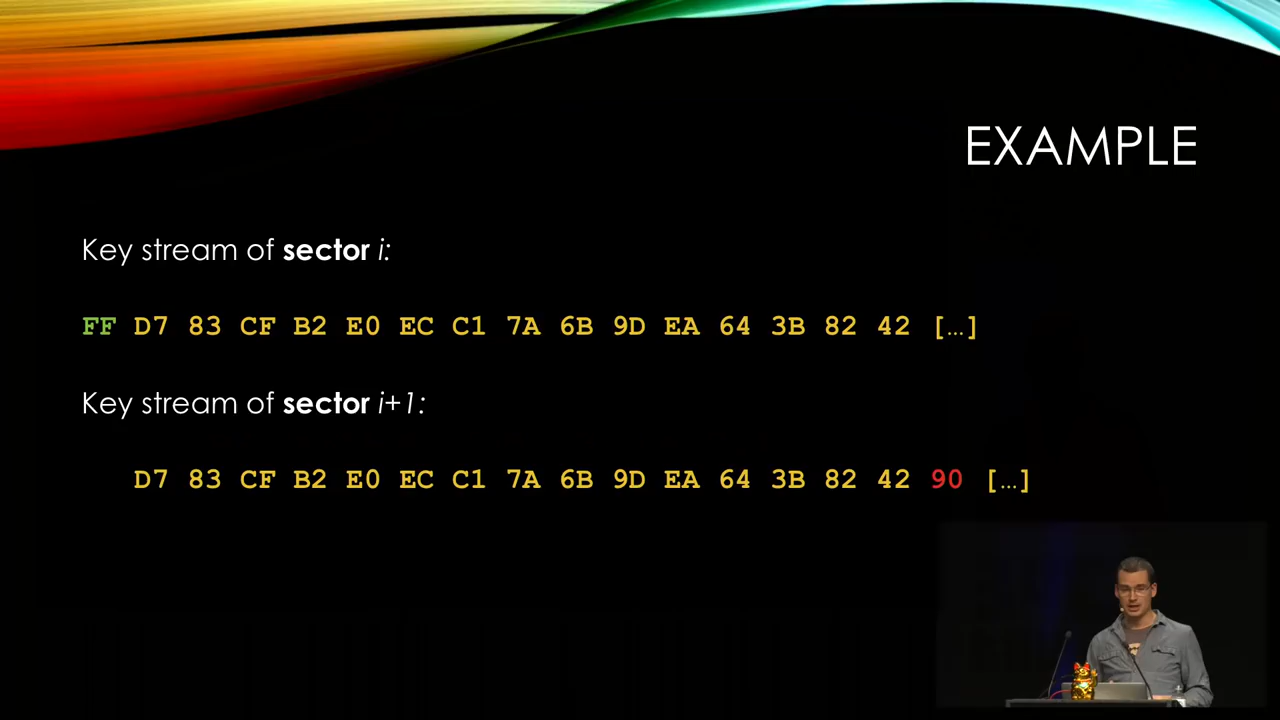 EXAMPLE
Key stream of sector i:
FF D7 83 CF B2 E0 EC C1 7A 6B 9D EA 64 3B 82 42 […]
Key stream of sector i+1:
D7 83 CF B2 E0 EC C1 7A 6B 9D EA 64 3B 82 42 90 […]